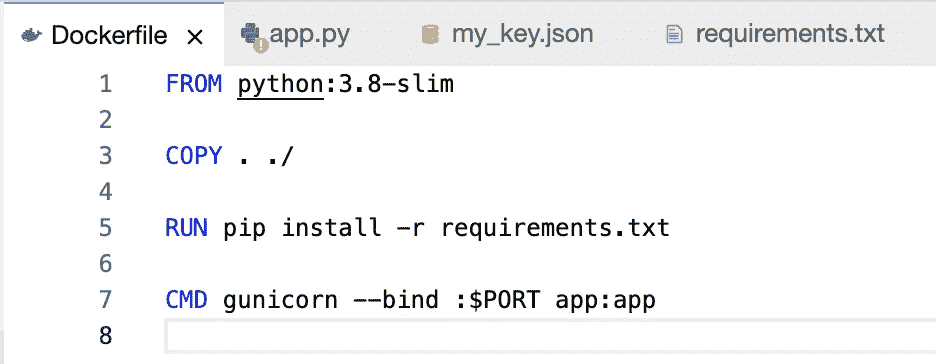 Dockerfile × app.py my_key.json requirements.txt
1 FROM python:3.8-slim
2
3 COPY . ./
4
5 RUN pip install -r requirements.txt
6
7 CMD gunicorn --bind :$PORT app:app
8